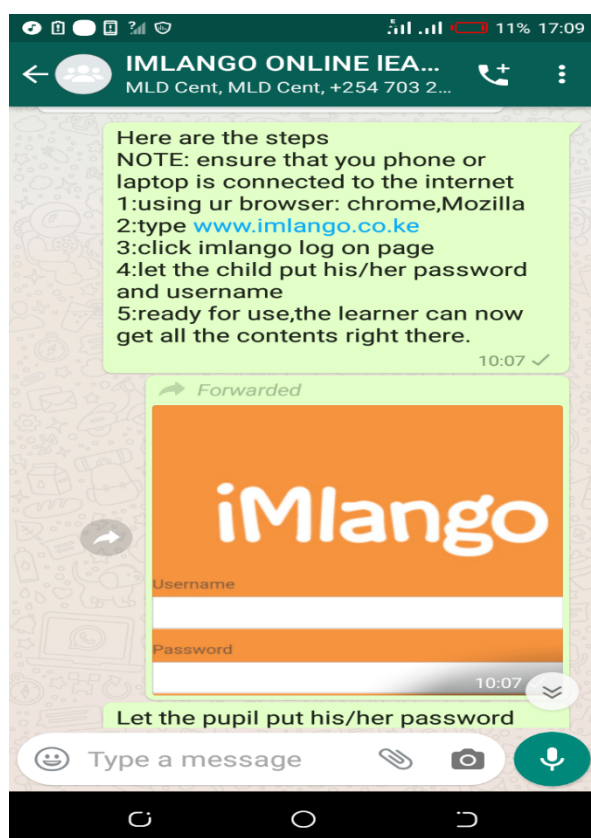 11% 17:09
IMLANGO ONLINE lEA...
MLD Cent, MLD Cent, +254 703 2...
Here are the steps
NOTE: ensure that you phone or
laptop is connected to the internet
1:using ur browser: chrome,Mozilla
2:type www.imlango.co.ke
3:click imlango log on page
4:let the child put his/her password
and username
5:ready for use,the learner can now
get all the contents right there.
10:07
Forwarded
iMlango
Username
Password
10:07
Let the pupil put his/her password
Type a message